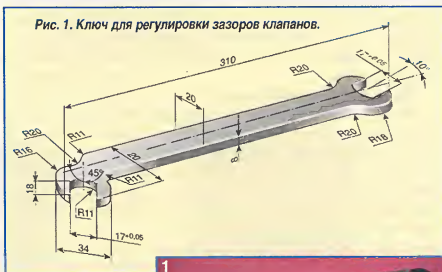 Рис. 1. Ключ для регулировки зазоров клапанов.
310
10°
R20
20
R11
R20
R16
45°
R11
8
R20
R18
18
R11
17+0.05
34
1